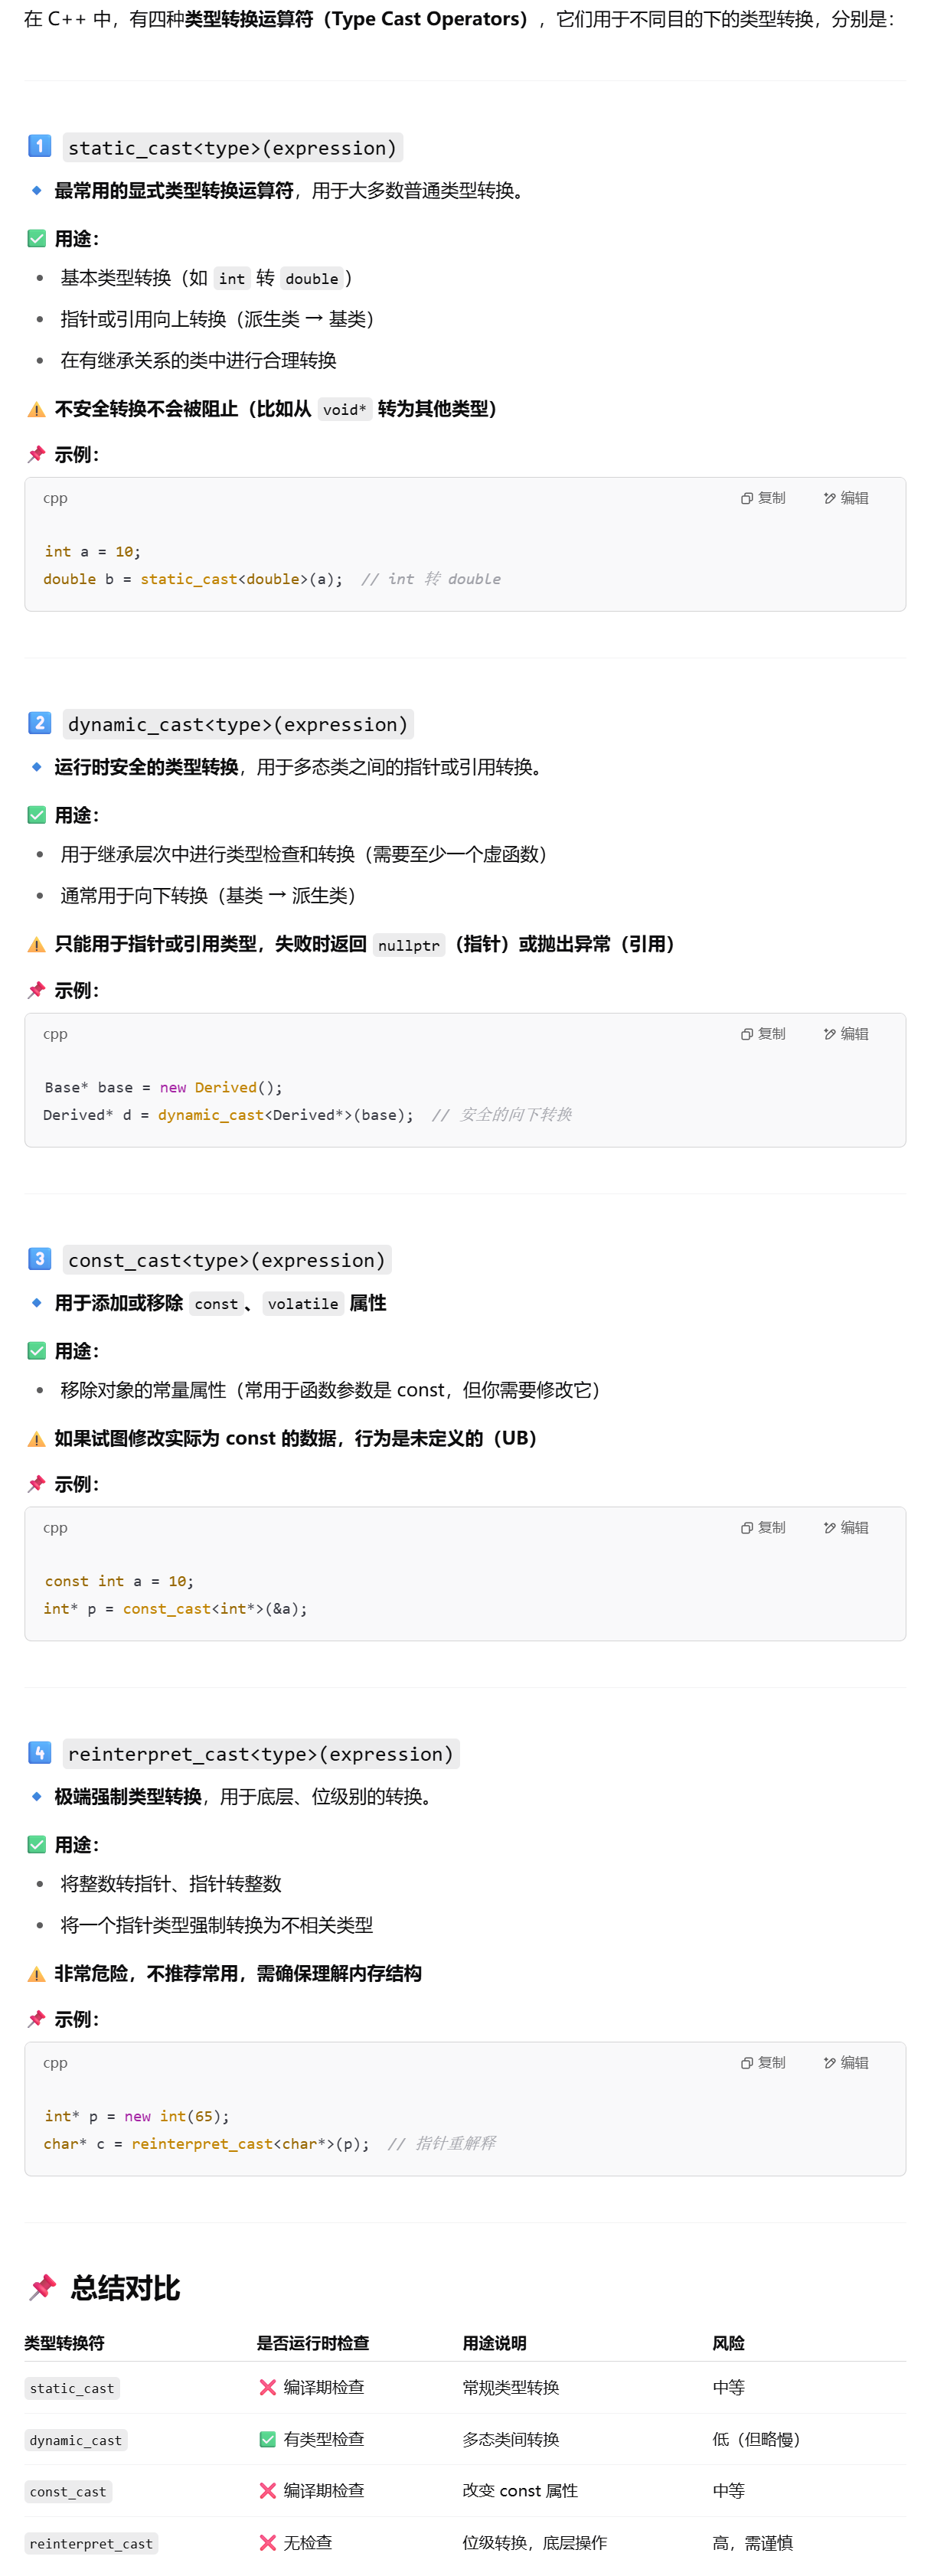 在 C++ 中，有四种类型转换运算符（Type Cast Operators），它们用于不同目的下的类型转换，分别是：
1️⃣ static_cast<type>(expression)
🔹 最常用的显式类型转换运算符，用于大多数普通类型转换。
✅ 用途：
• 基本类型转换（如 int 转 double）
• 指针或引用向上转换（派生类 → 基类）
• 在有继承关系的类中进行合理转换
⚠️ 不安全转换不会被阻止（比如从 void* 转为其他类型）
📌 示例：
cpp 复制 编辑
int a = 10;
double b = static_cast<double>(a);  // int 转 double
2️⃣ dynamic_cast<type>(expression)
🔹 运行时安全的类型转换，用于多态类之间的指针或引用转换。
✅ 用途：
• 用于继承层次中进行类型检查和转换（需要至少一个虚函数）
• 通常用于向下转换（基类 → 派生类）
⚠️ 只能用于指针或引用类型，失败时返回 nullptr（指针）或抛出异常（引用）
📌 示例：
cpp 复制 编辑
Base* base = new Derived();
Derived* d = dynamic_cast<Derived*>(base);  // 安全的向下转换
3️⃣ const_cast<type>(expression)
🔹 用于添加或移除 const、volatile 属性
✅ 用途：
• 移除对象的常量属性（常用于函数参数是 const，但你需要修改它）
⚠️ 如果试图修改实际为 const 的数据，行为是未定义的（UB）
📌 示例：
cpp 复制 编辑
const int a = 10;
int* p = const_cast<int*>(&a);
4️⃣ reinterpret_cast<type>(expression)
🔹 极端强制类型转换，用于底层、位级别的转换。
✅ 用途：
• 将整数转指针、指针转整数
• 将一个指针类型强制转换为不相关类型
⚠️ 非常危险，不推荐常用，需确保理解内存结构
📌 示例：
cpp 复制 编辑
int* p = new int(65);
char* c = reinterpret_cast<char*>(p);  // 指针重解释
📌 总结对比
类型转换符 是否运行时检查 用途说明 风险
static_cast ❌ 编译期检查 常规类型转换 中等
dynamic_cast ✅ 有类型检查 多态类间转换 低（但略慢）
const_cast ❌ 编译期检查 改变 const 属性 中等
reinterpret_cast ❌ 无检查 位级转换，底层操作 高，需谨慎